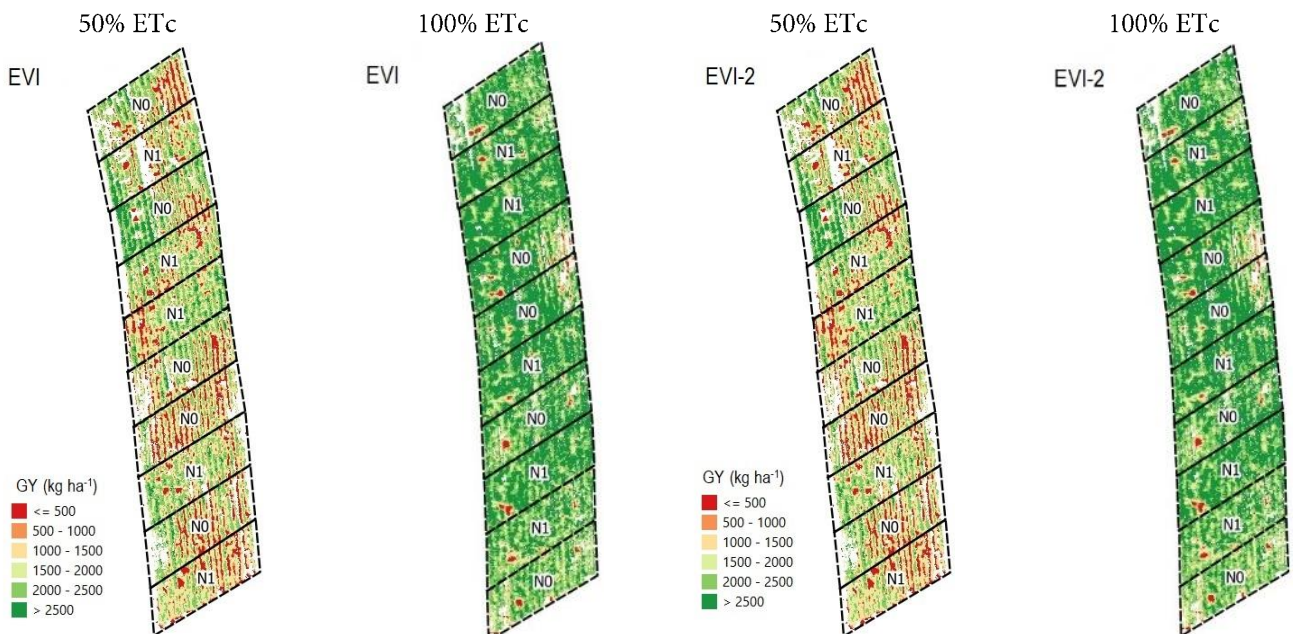 50% ETc
100% ETc
50% ETc
100% ETc
EVI
EVI
EVI-2
EVI-2
N0
N1
N0
N1
N1
N0
N0
N1
N0
N1
N0
N1
N1
N0
N0
N1
N0
N1
N1
N0
N0
N1
N0
N1
N1
N0
N0
N1
N0
N1
N0
N1
N1
N0
N0
N1
N0
N1
N1
N0
GY (kg ha⁻¹)
<= 500
500 - 1000
1000 - 1500
1500 - 2000
2000 - 2500
> 2500
GY (kg ha⁻¹)
<= 500
500 - 1000
1000 - 1500
1500 - 2000
2000 - 2500
> 2500